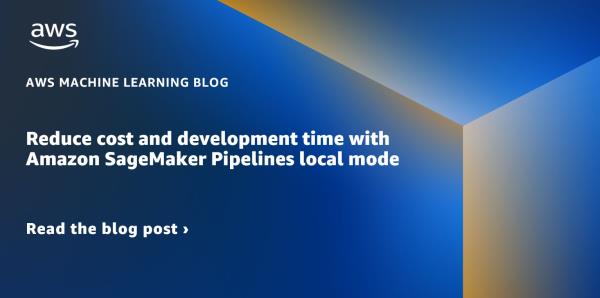 aws
AWS MACHINE LEARNING BLOG
Reduce cost and development time with
Amazon SageMaker Pipelines local mode
Read the blog post ›